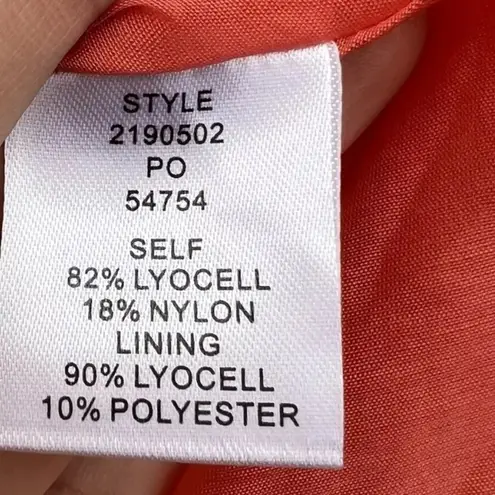 STYLE
2190502
PO
54754
SELF
82% LYOCELL
18% NYLON
LINING
90% LYOCELL
10% POLYESTER